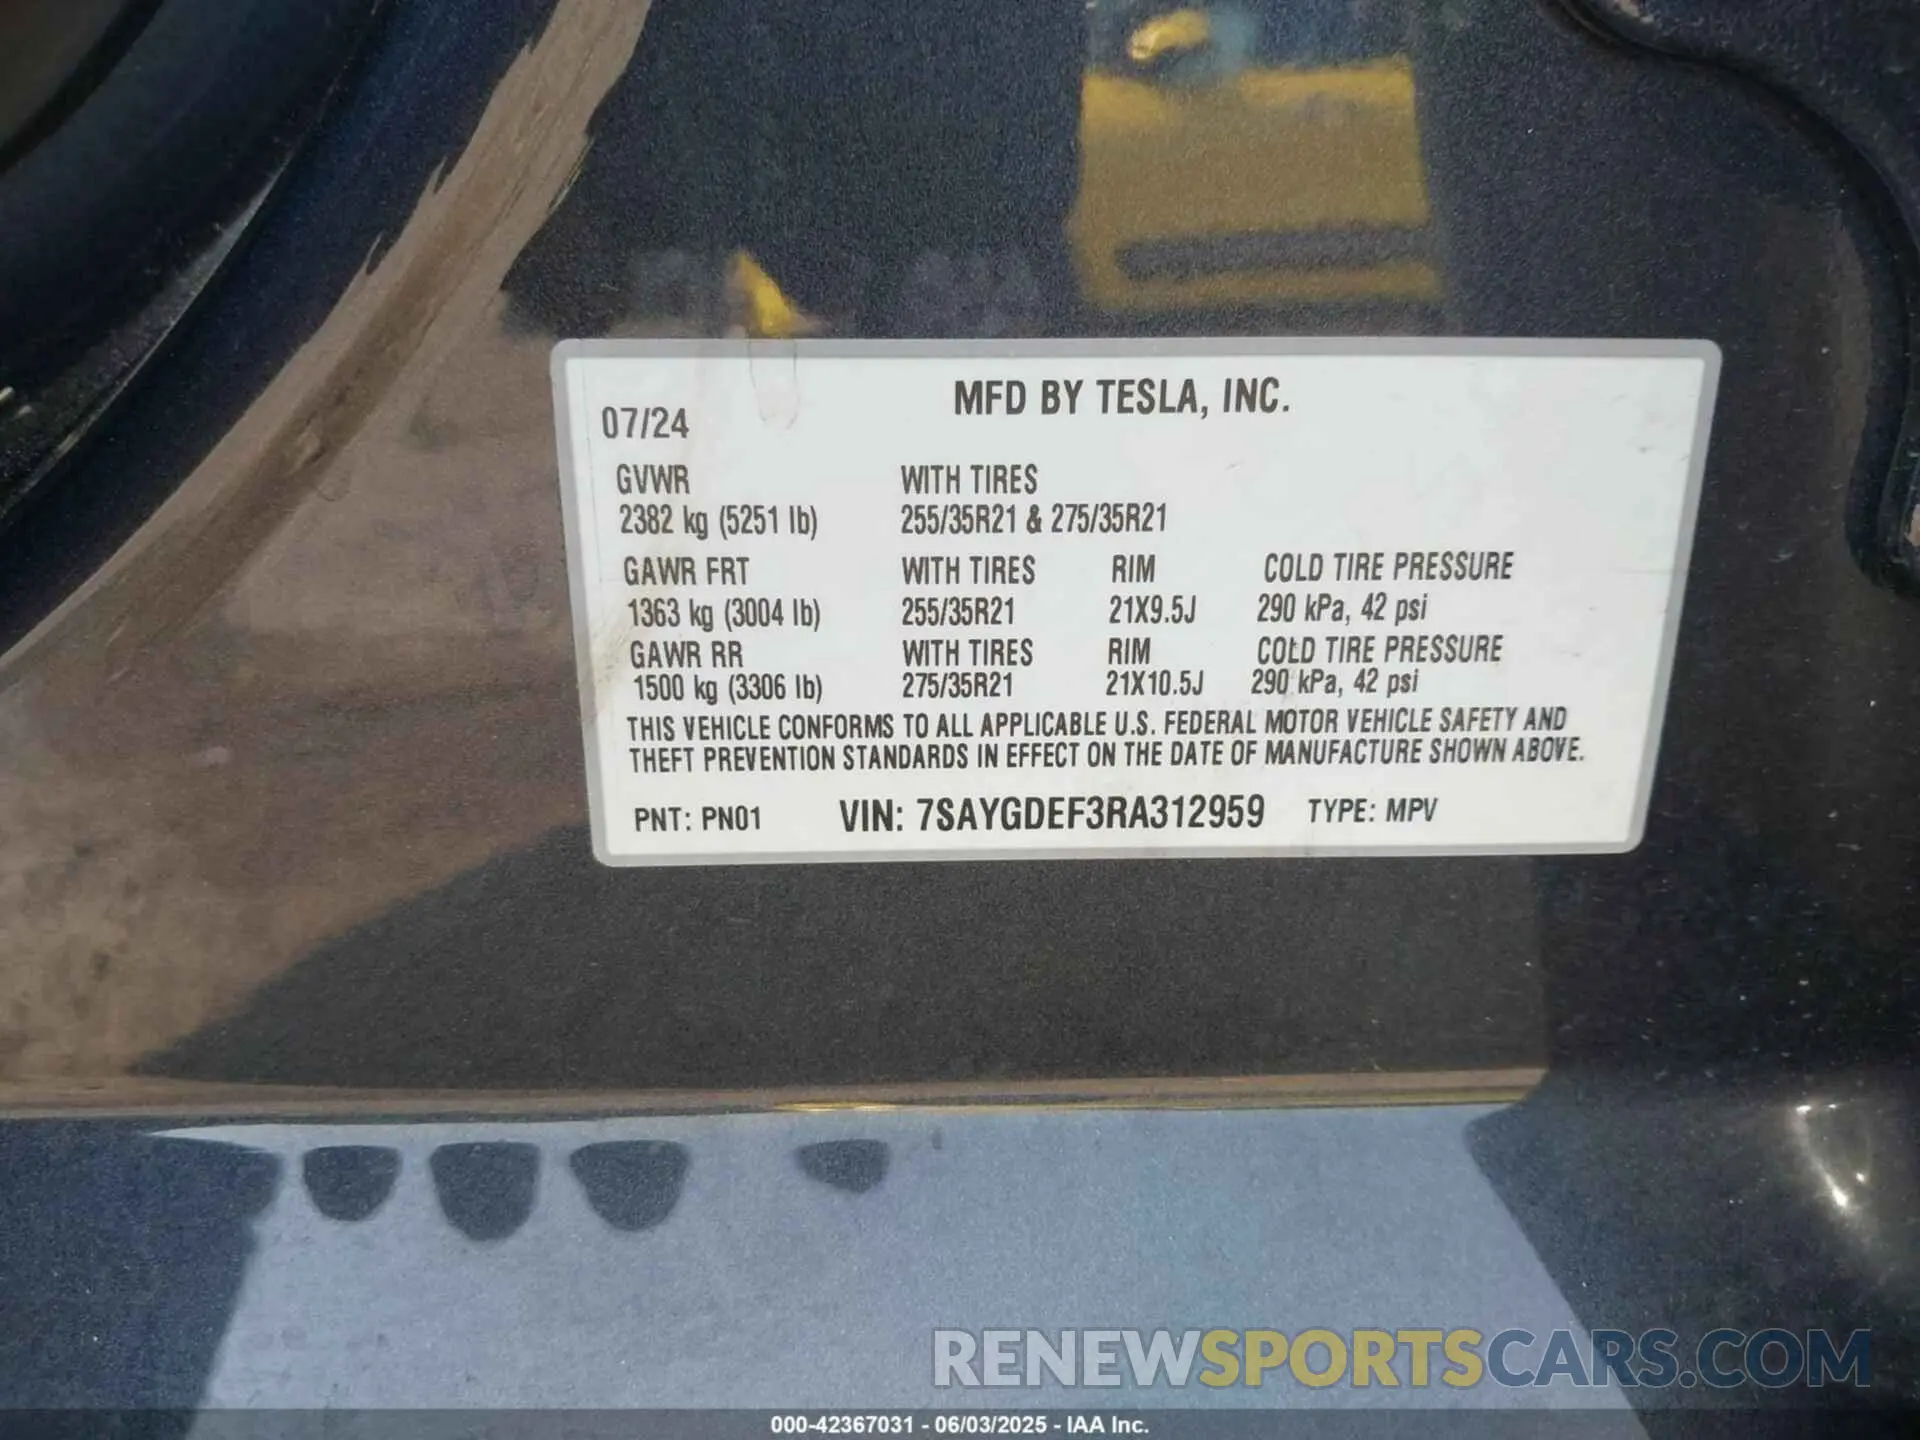 MFD BY TESLA, INC.
07/24
GVWR WITH TIRES
2382 kg (5251 lb) 255/35R21 & 275/35R21
GAWR FRT WITH TIRES RIM COLD TIRE PRESSURE
1363 kg (3004 lb) 255/35R21 21X9.5J 290 kPa, 42 psi
GAWR RR WITH TIRES RIM COLD TIRE PRESSURE
1500 kg (3306 lb) 275/35R21 21X10.5J 290 kPa, 42 psi
THIS VEHICLE CONFORMS TO ALL APPLICABLE U.S. FEDERAL MOTOR VEHICLE SAFETY AND
THEFT PREVENTION STANDARDS IN EFFECT ON THE DATE OF MANUFACTURE SHOWN ABOVE.
PNT: PN01 VIN: 7SAYGDEF3RA312959 TYPE: MPV
RENEWSPORTSCARS.COM
000-42367031 - 06/03/2025 - IAA Inc.